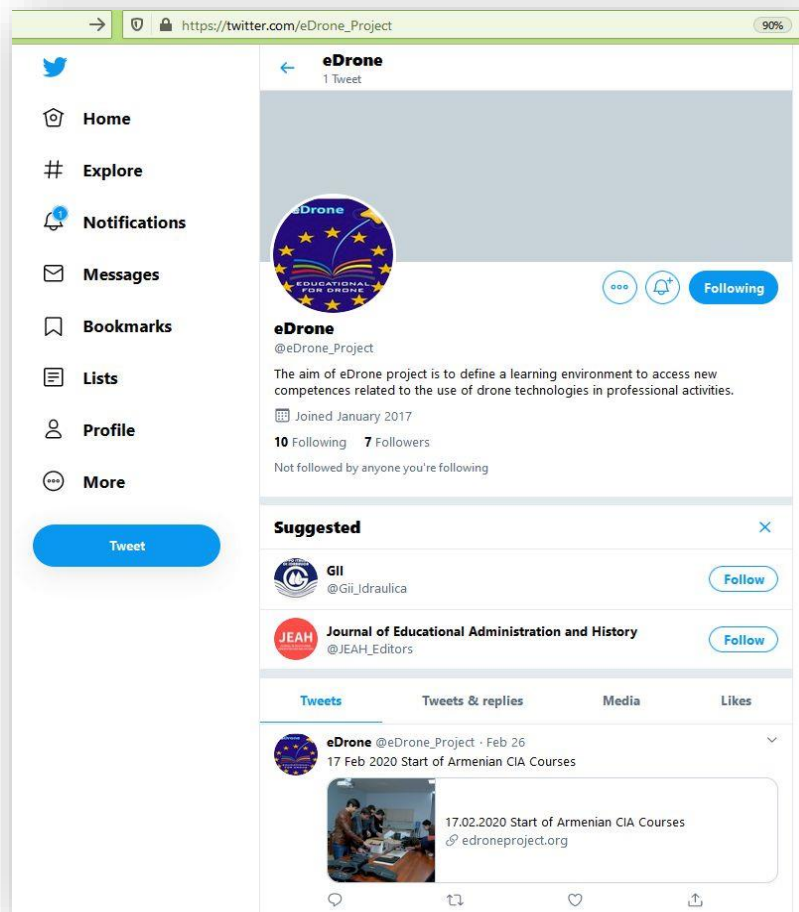 https://twitter.com/eDrone_Project
90%
eDrone
1 Tweet
Home
Explore
1
Notifications
Messages
Bookmarks
Lists
Profile
More
Tweet
eDrone
EDUCATIONAL
FOR DRONE
Following
eDrone
@eDrone_Project
The aim of eDrone project is to define a learning environment to access new
competences related to the use of drone technologies in professional activities.
Joined January 2017
10 Following 7 Followers
Not followed by anyone you're following
Suggested
GII
@Gii_Idraulica
Follow
JEAH
Journal of Educational Administration and History
@JEAH_Editors
Follow
Tweets Tweets & replies Media Likes
eDrone @eDrone_Project · Feb 26
17 Feb 2020 Start of Armenian CIA Courses
17.02.2020 Start of Armenian CIA Courses
edroneproject.org